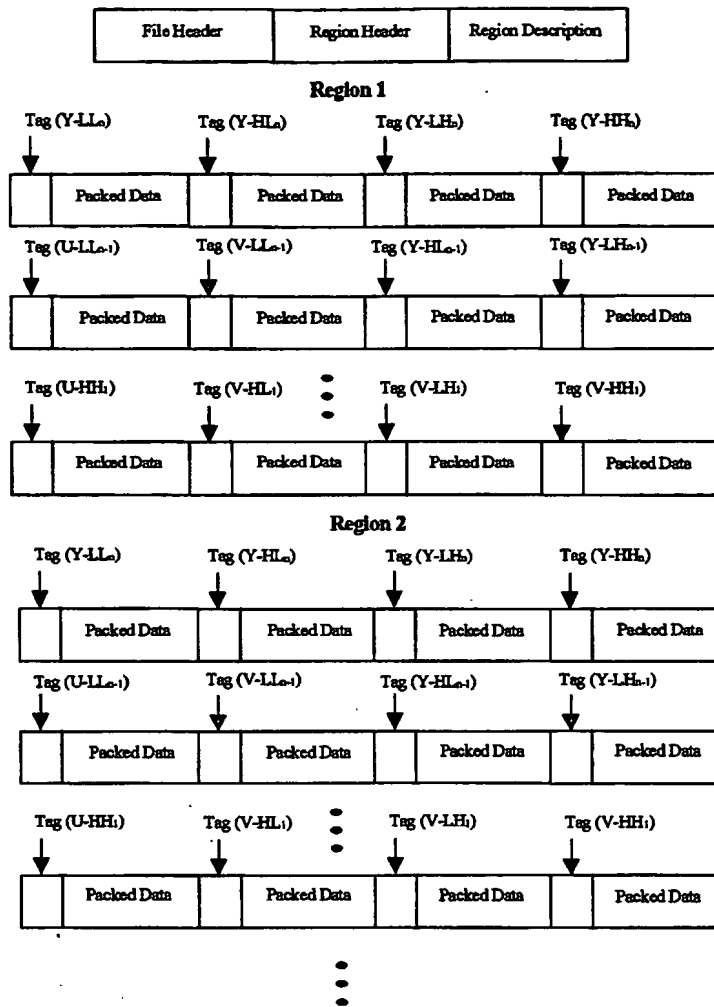 File Header Region Header Region Description
Region 1
Tag (Y-LLₙ) Tag (Y-HLₙ) Tag (Y-LHₙ) Tag (Y-HHₙ)
Packed Data Packed Data Packed Data Packed Data
Tag (U-LLₙ₋₁) Tag (V-LLₙ₋₁) Tag (Y-HLₙ₋₁) Tag (Y-LHₙ₋₁)
Packed Data Packed Data Packed Data Packed Data
Tag (U-HH₁) Tag (V-HL₁) Tag (V-LH₁) Tag (V-HH₁)
Packed Data Packed Data Packed Data Packed Data
Region 2
Tag (Y-LLₙ) Tag (Y-HLₙ) Tag (Y-LHₙ) Tag (Y-HHₙ)
Packed Data Packed Data Packed Data Packed Data
Tag (U-LLₙ₋₁) Tag (V-LLₙ₋₁) Tag (Y-HLₙ₋₁) Tag (Y-LHₙ₋₁)
Packed Data Packed Data Packed Data Packed Data
Tag (U-HH₁) Tag (V-HL₁) Tag (V-LH₁) Tag (V-HH₁)
Packed Data Packed Data Packed Data Packed Data